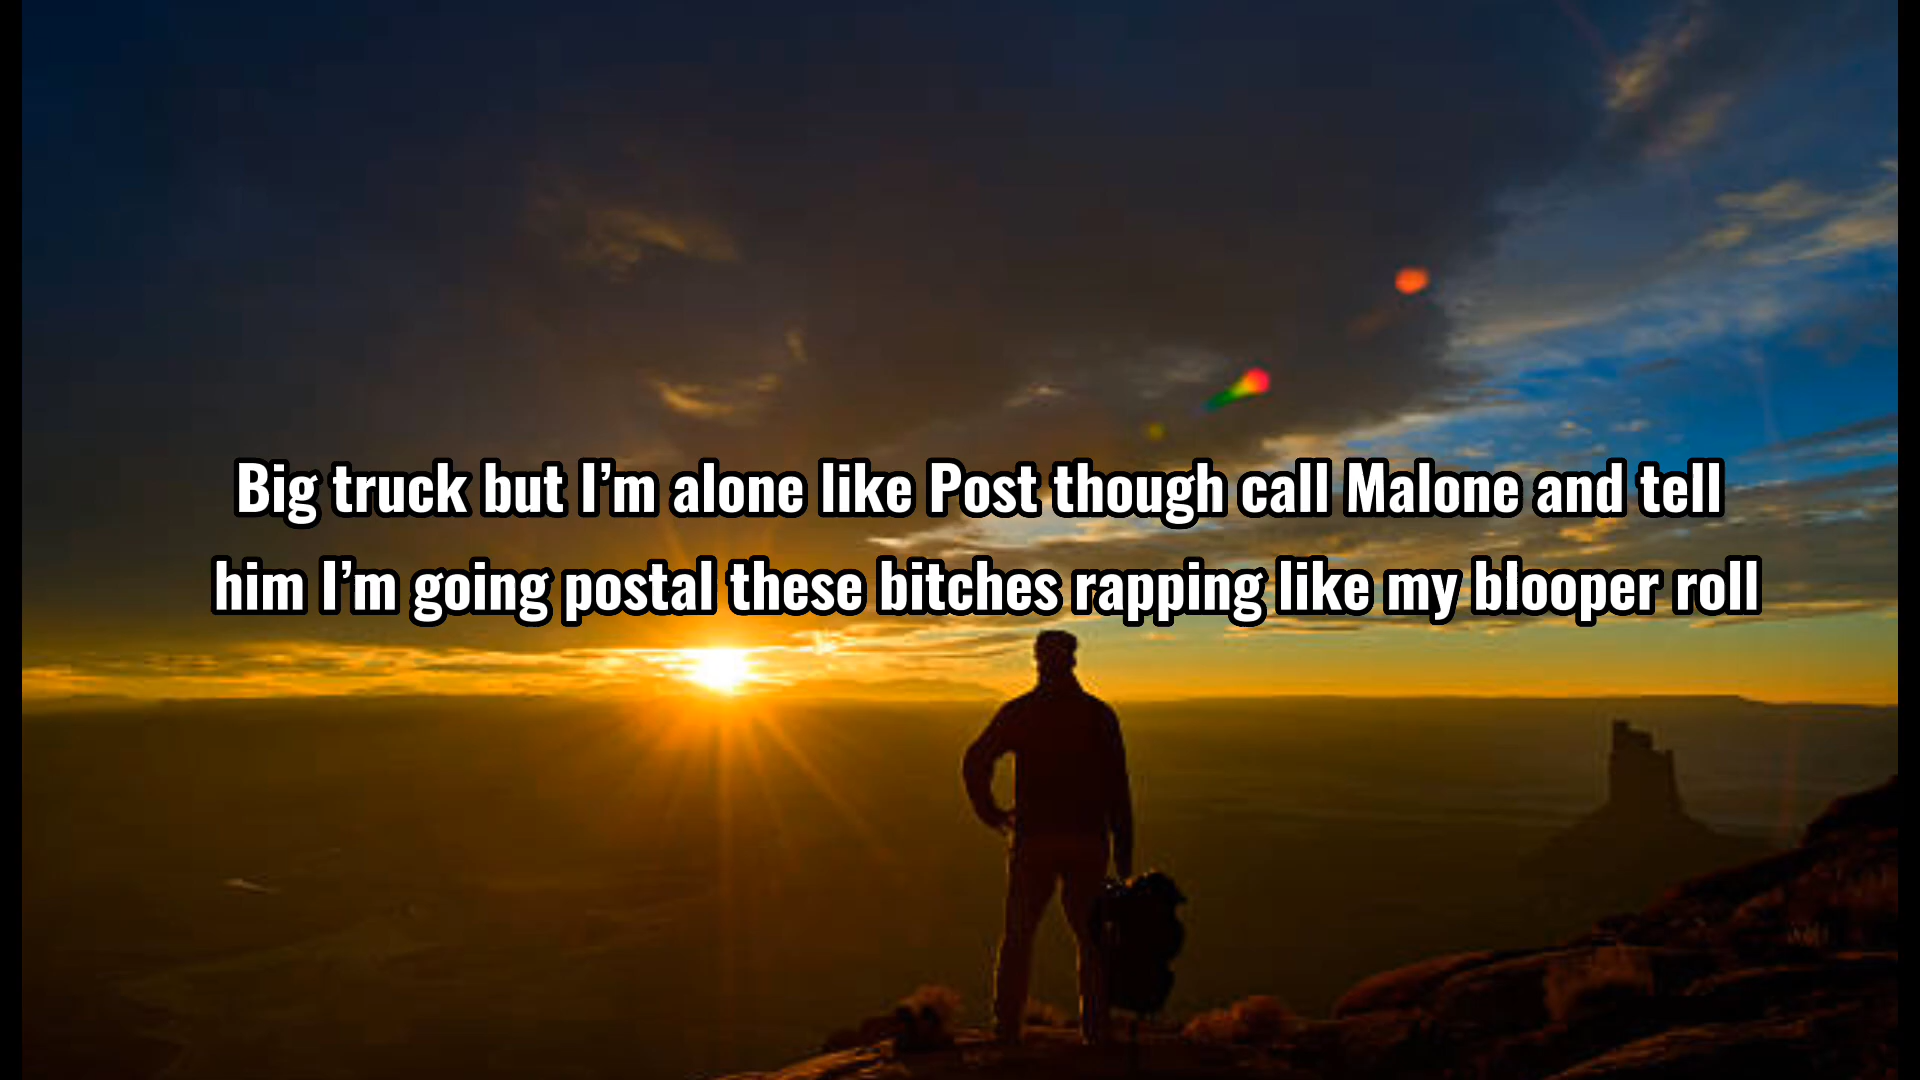 Big truck but I’m alone like Post though call Malone and tell
him I’m going postal these bitches rapping like my blooper roll